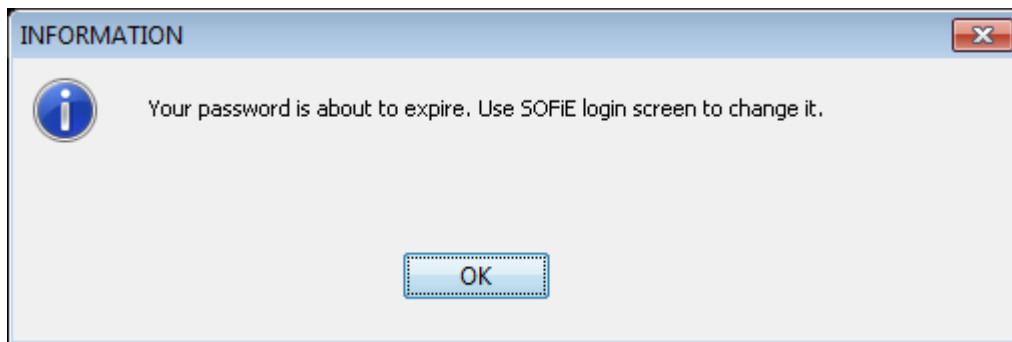 INFORMATION
Your password is about to expire. Use SOFiE login screen to change it.
OK